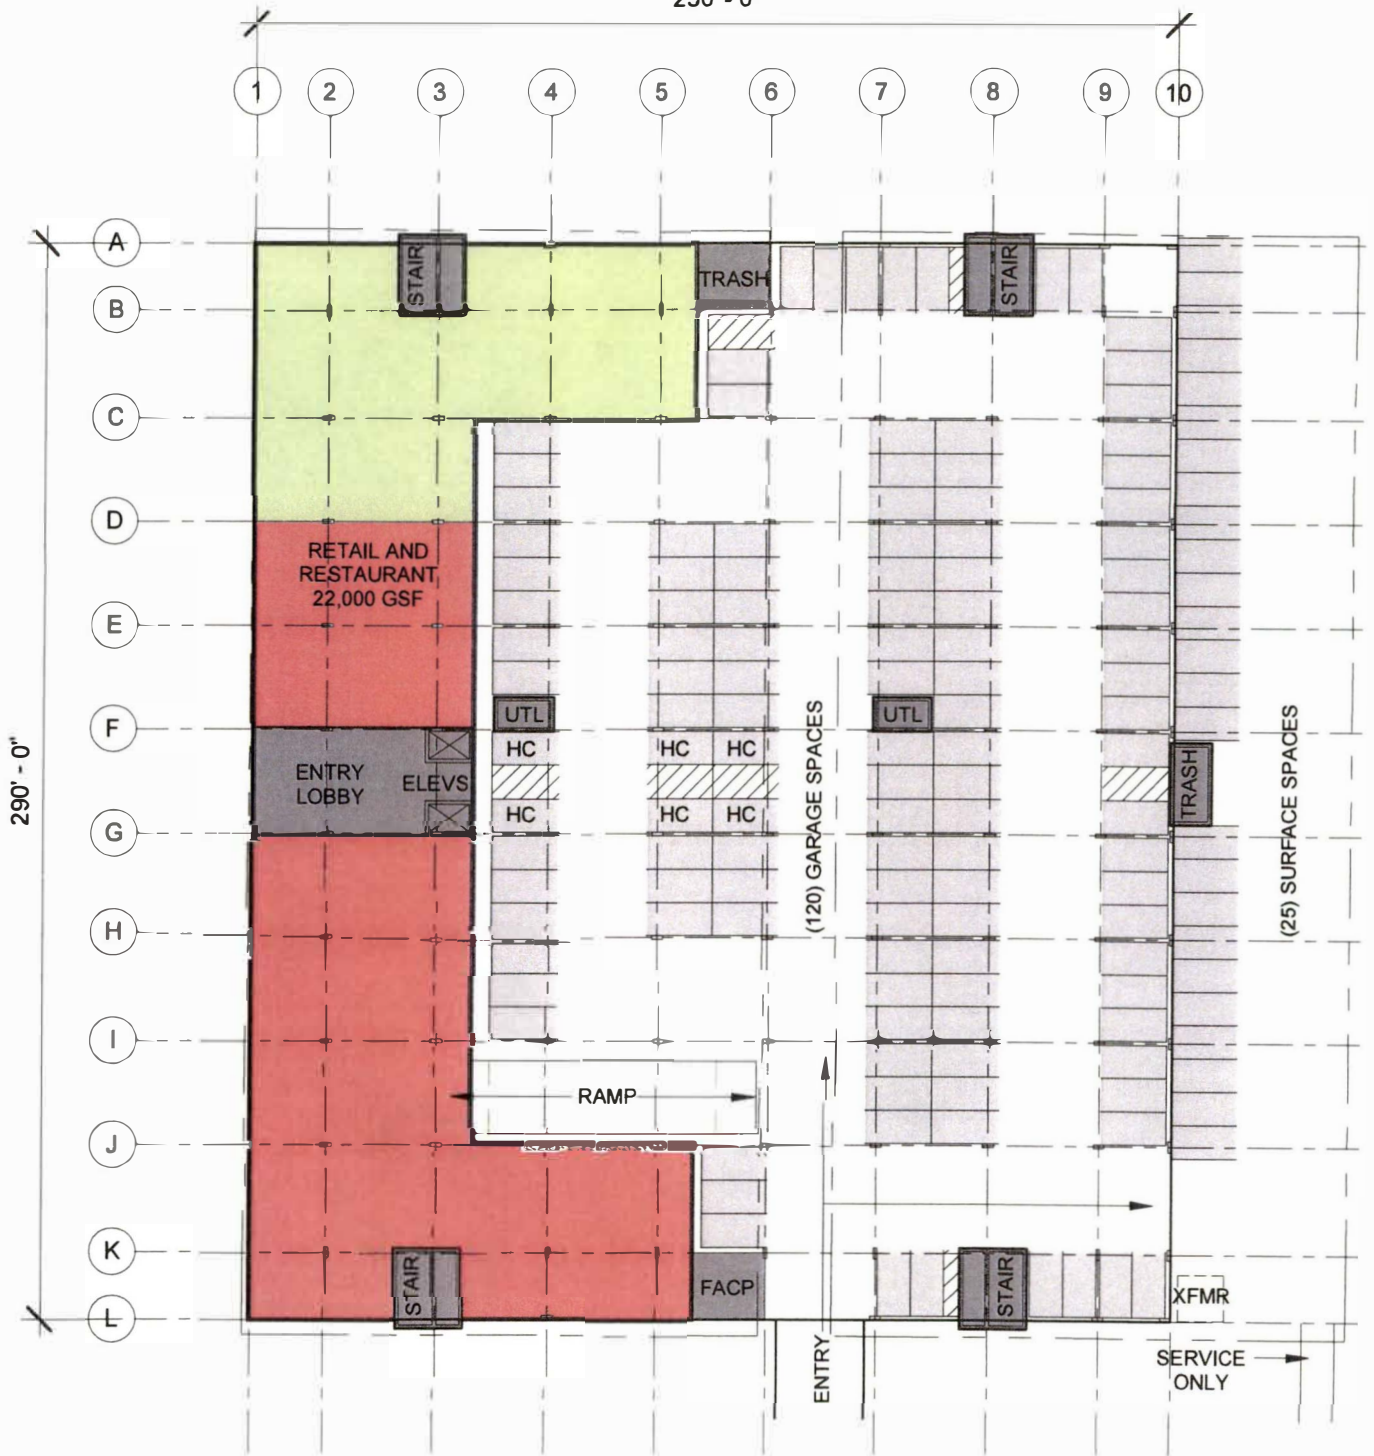 1 2 3 4 5 6 7 8 9 10
A
STAIR
STAIR
TRASH
B
C
D
RETAIL AND
RESTAURANT
22,000 GSF
E
F
UTL
UTL
HC HC HC
290' - 0"
ENTRY
LOBBY
ELEVS
(120) GARAGE SPACES
TRASH
(25) SURFACE SPACES
HC HC HC
G
H
I
RAMP
J
K
STAIR
FACP
STAIR
XFMR
L
ENTRY
SERVICE
ONLY